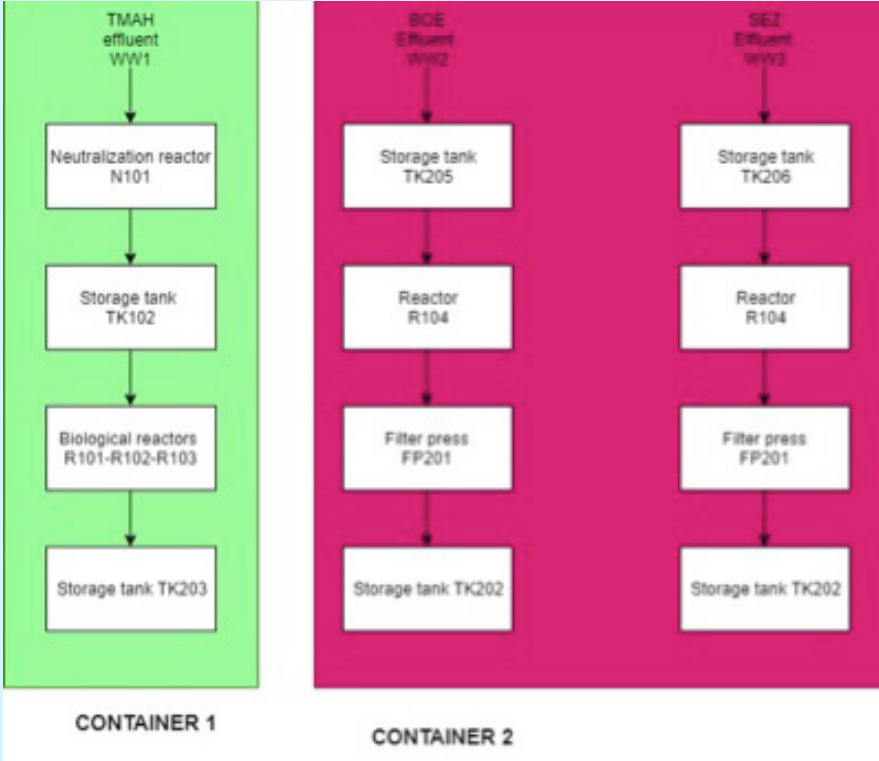 TMAH
effluent
WW1
Neutralization reactor
N101
Storage tank
TK102
Biological reactors
R101-R102-R103
Storage tank TK203
CONTAINER 1
BOE
Effluent
WW2
Storage tank
TK205
Reactor
R104
Filter press
FP201
Storage tank TK202
SEZ
Effluent
WW3
Storage tank
TK206
Reactor
R104
Filter press
FP201
Storage tank TK202
CONTAINER 2